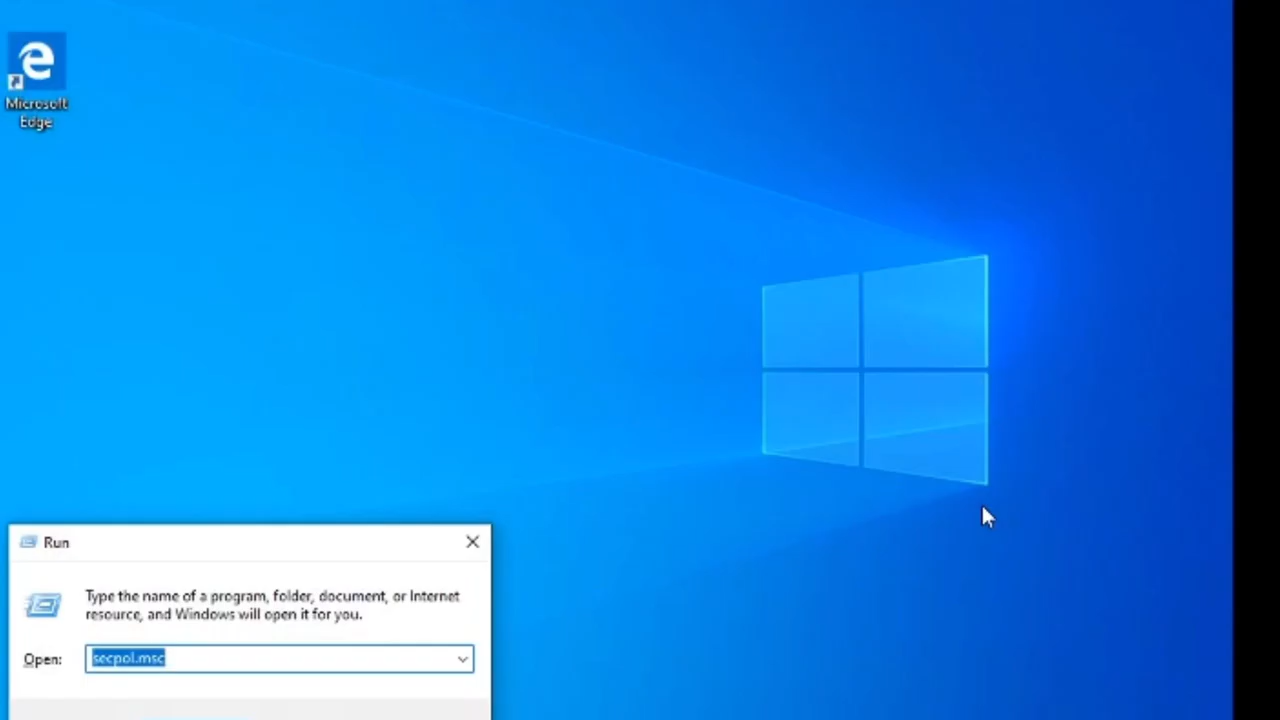 Microsoft
Edge
Run
Type the name of a program, folder, document, or Internet
resource, and Windows will open it for you.
Open:
secpol.msc